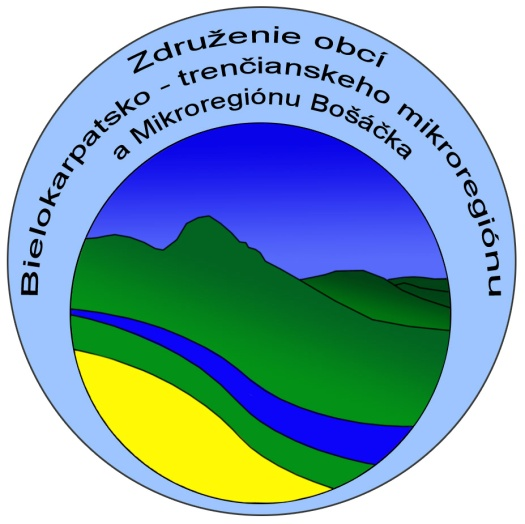 Združenie obcí
Bielokarpatsko - trenčianskeho mikroregiónu
a Mikroregiónu Bošáčka